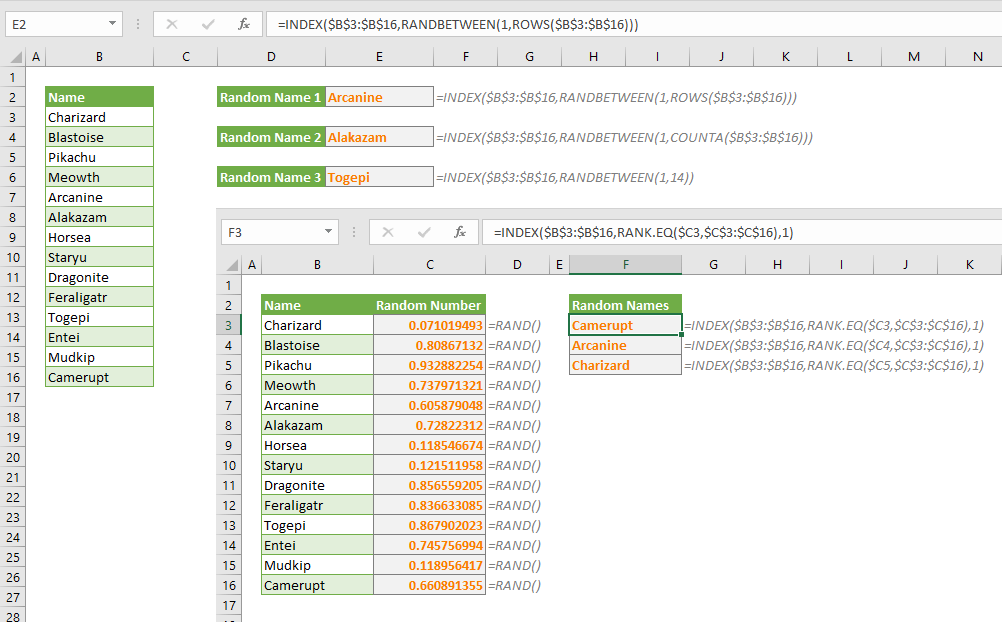 E2 fx =INDEX($B$3:$B$16,RANDBETWEEN(1,ROWS($B$3:$B$16)))
A B C D E F G H I J K L M N
1
2 Name Random Name 1 Arcanine =INDEX($B$3:$B$16,RANDBETWEEN(1,ROWS($B$3:$B$16)))
3 Charizard
4 Blastoise Random Name 2 Alakazam =INDEX($B$3:$B$16,RANDBETWEEN(1,COUNTA($B$3:$B$16)))
5 Pikachu
6 Meowth Random Name 3 Togepi =INDEX($B$3:$B$16,RANDBETWEEN(1,14))
7 Arcanine
8 Alakazam
9 Horsea
10 Staryu
11 Dragonite
12 Feraligatr
13 Togepi
14 Entei
15 Mudkip
16 Camerupt
17
18
19
20
21
22
23
24
25
26
27
28
F3 fx =INDEX($B$3:$B$16,RANK.EQ($C3,$C$3:$C$16),1)
A B C D E F G H I J K
1
2 Name Random Number Random Names
3 Charizard 0.071019493 =RAND() Camerupt =INDEX($B$3:$B$16,RANK.EQ($C3,$C$3:$C$16),1)
4 Blastoise 0.80867132 =RAND() Arcanine =INDEX($B$3:$B$16,RANK.EQ($C4,$C$3:$C$16),1)
5 Pikachu 0.932882254 =RAND() Charizard =INDEX($B$3:$B$16,RANK.EQ($C5,$C$3:$C$16),1)
6 Meowth 0.737971321 =RAND()
7 Arcanine 0.605879048 =RAND()
8 Alakazam 0.72822312 =RAND()
9 Horsea 0.118546674 =RAND()
10 Staryu 0.121511958 =RAND()
11 Dragonite 0.856559205 =RAND()
12 Feraligatr 0.836633085 =RAND()
13 Togepi 0.867902023 =RAND()
14 Entei 0.745756994 =RAND()
15 Mudkip 0.118956417 =RAND()
16 Camerupt 0.660891355 =RAND()
17